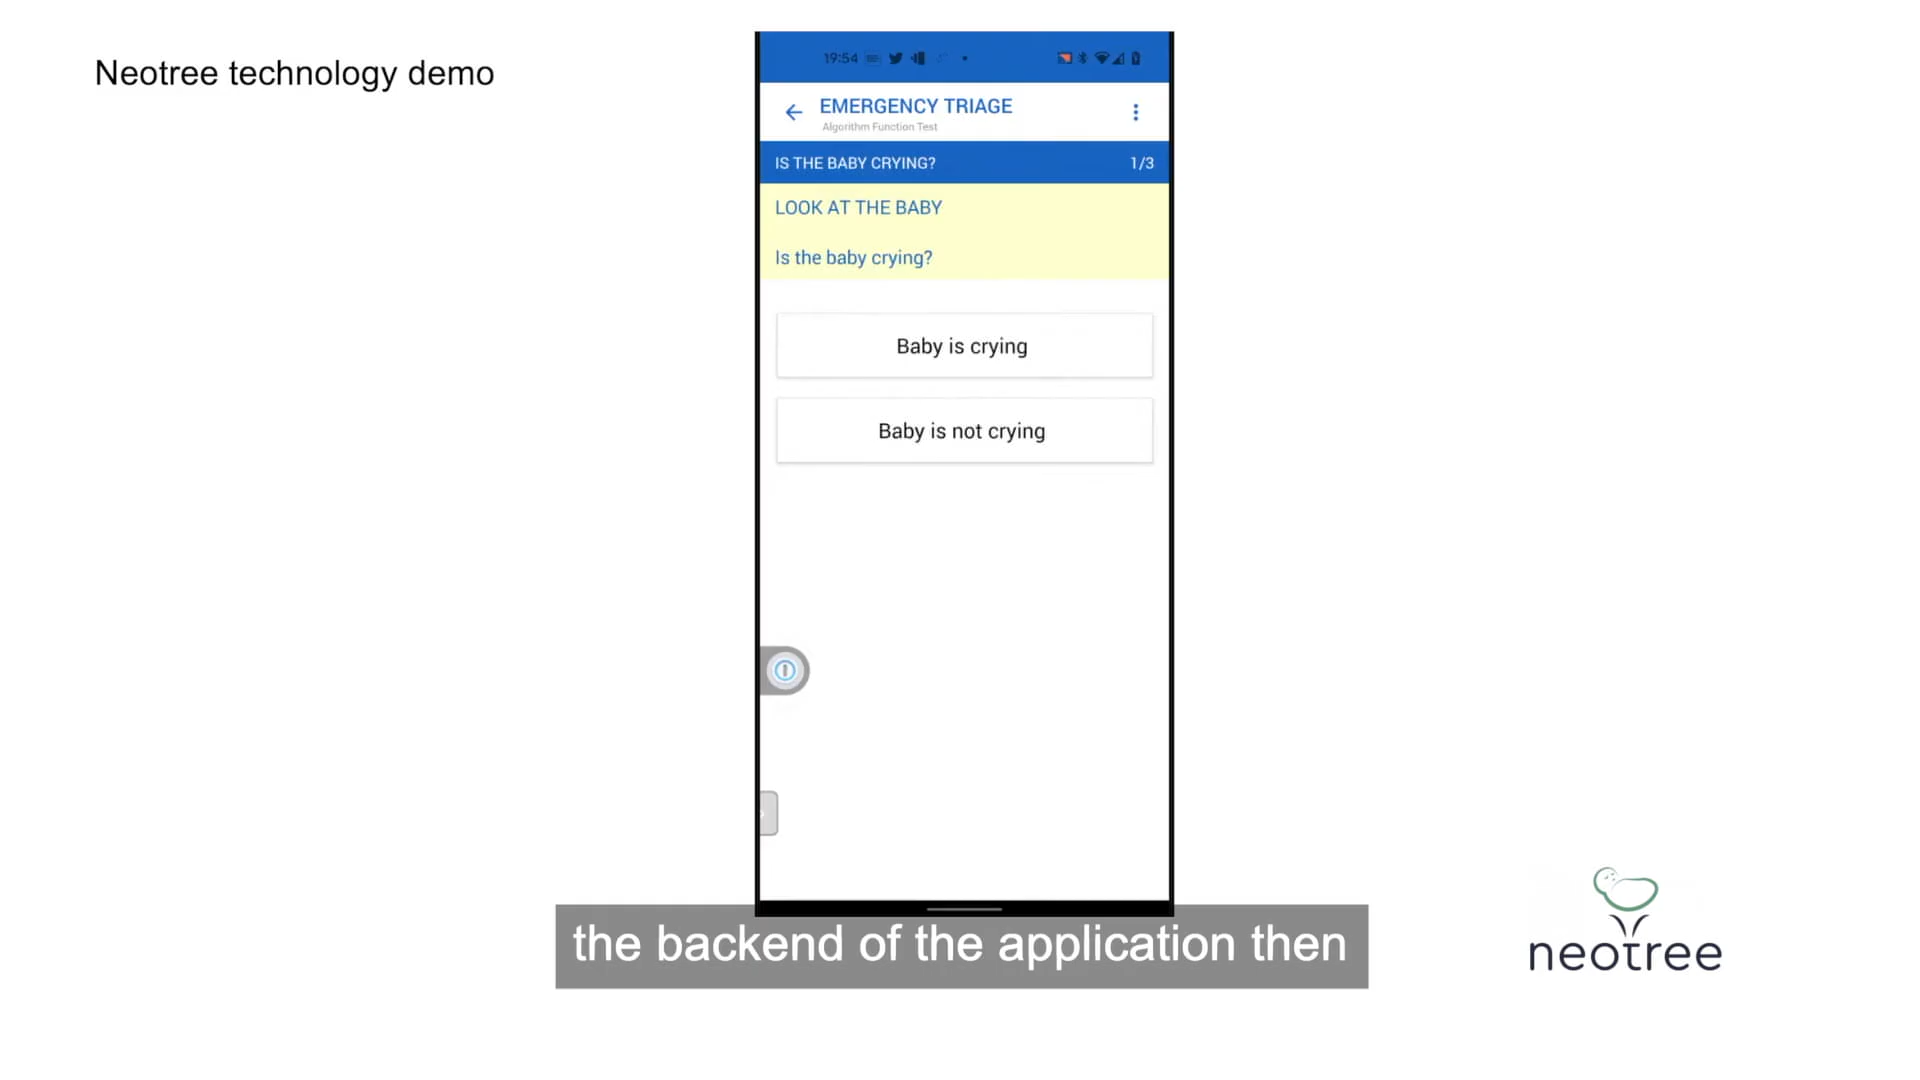 Neotree technology demo
19:54
EMERGENCY TRIAGE
Algorithm Function Test
IS THE BABY CRYING? 1/3
LOOK AT THE BABY
Is the baby crying?
Baby is crying
Baby is not crying
the backend of the application then
neotree